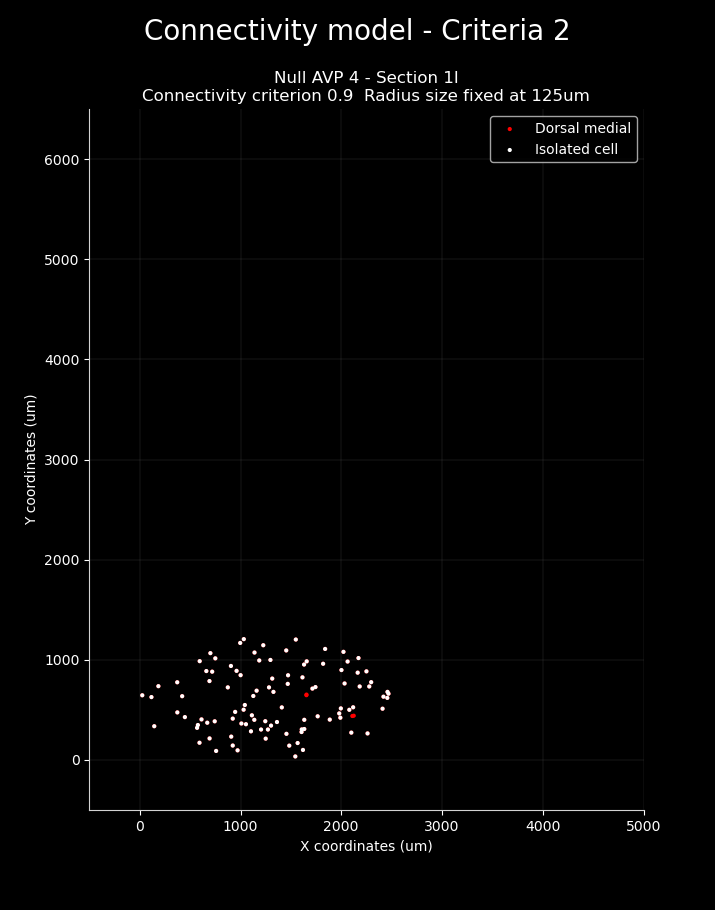 Connectivity model - Criteria 2
Null AVP 4 - Section 1I
Connectivity criterion 0.9  Radius size fixed at 125um
Dorsal medial
Isolated cell
Y coordinates (um)
6000
5000
4000
3000
2000
1000
0
0
1000
2000
3000
4000
5000
X coordinates (um)